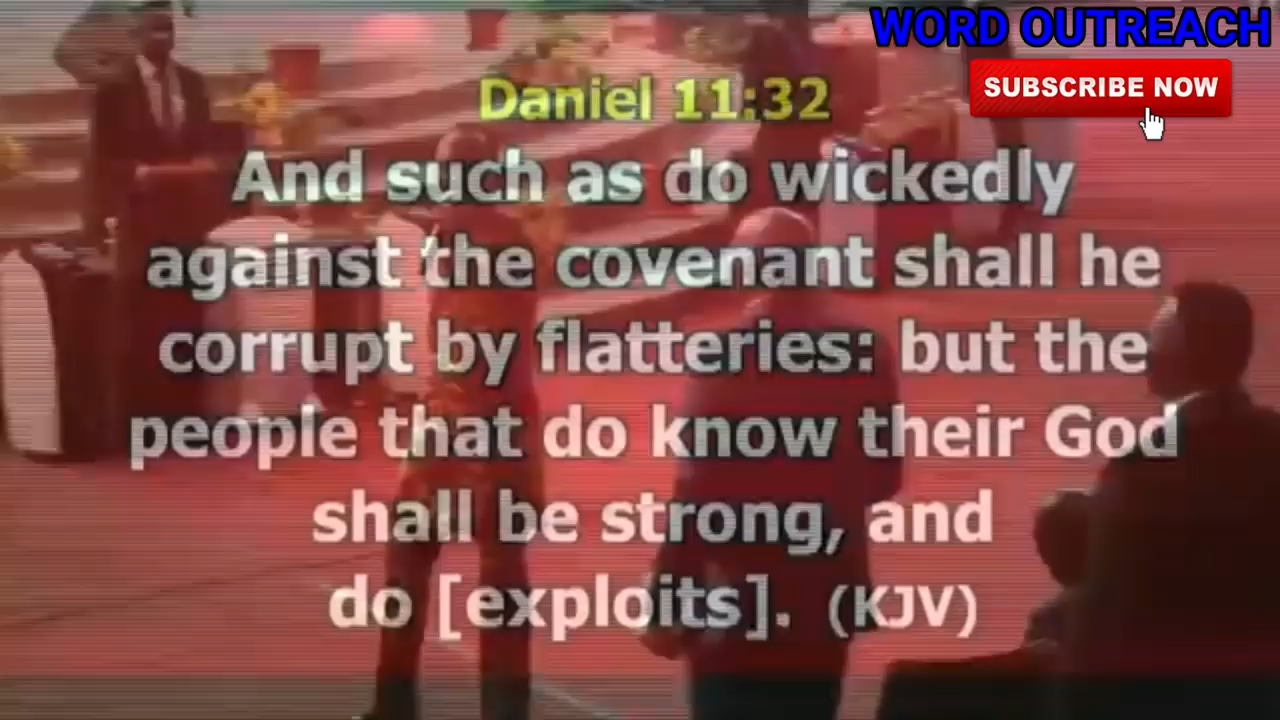 WORD OUTREACH
SUBSCRIBE NOW
Daniel 11:32
And such as do wickedly
against the covenant shall he
corrupt by flatteries: but the
people that do know their God
shall be strong, and
do [exploits]. (KJV)